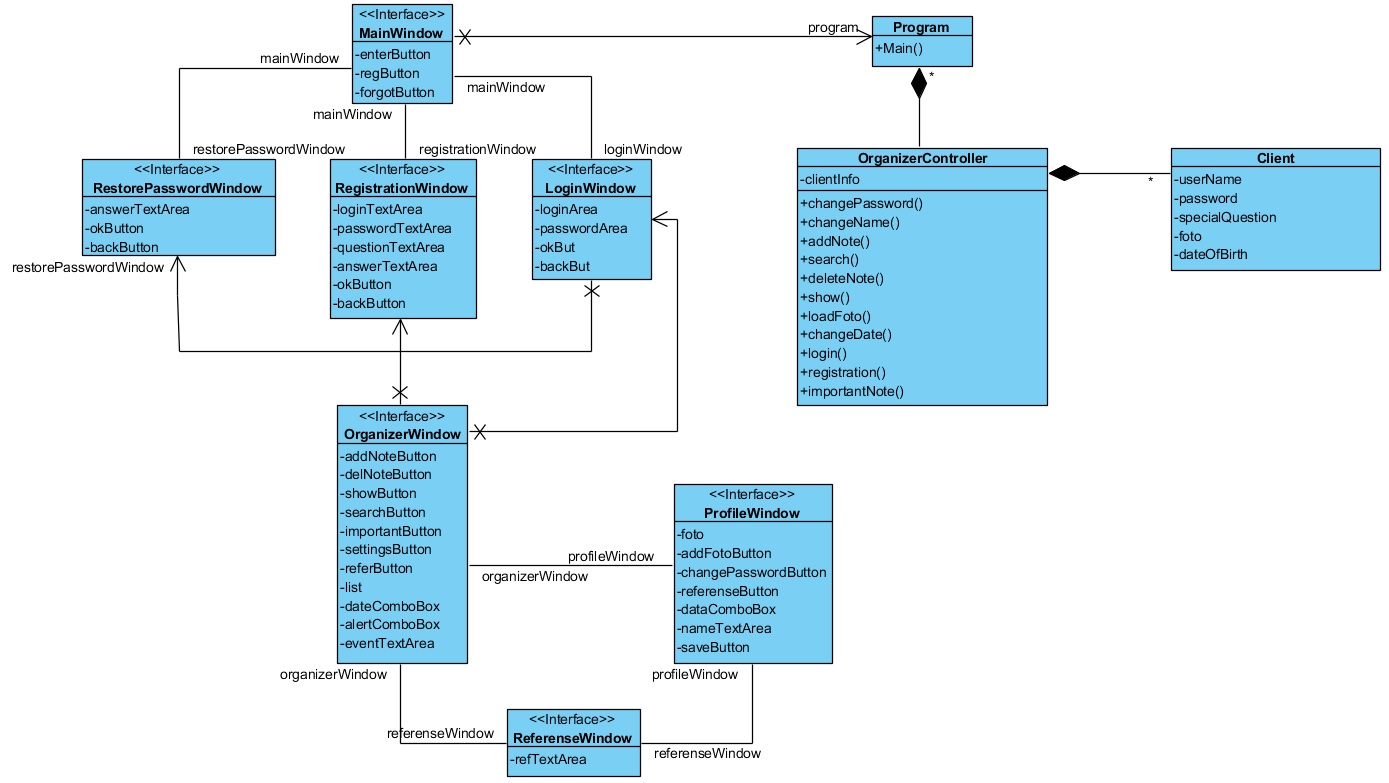 <<Interface>>
MainWindow
-enterButton
-regButton
-forgotButton
program
Program
+Main()
*
mainWindow
mainWindow
mainWindow
restorePasswordWindow
registrationWindow
loginWindow
<<Interface>>
RestorePasswordWindow
-answerTextArea
-okButton
-backButton
restorePasswordWindow
<<Interface>>
RegistrationWindow
-loginTextArea
-passwordTextArea
-questionTextArea
-answerTextArea
-okButton
-backButton
<<Interface>>
LoginWindow
-loginArea
-passwordArea
-okBut
-backBut
OrganizerController
-clientInfo
+changePassword()
+changeName()
+addNote()
+search()
+deleteNote()
+show()
+loadFoto()
+changeDate()
+login()
+registration()
+importantNote()
*
Client
-userName
-password
-specialQuestion
-foto
-dateOfBirth
<<Interface>>
OrganizerWindow
-addNoteButton
-delNoteButton
-showButton
-searchButton
-importantButton
-settingsButton
-referButton
-list
-dateComboBox
-alertComboBox
-eventTextArea
profileWindow
organizerWindow
<<Interface>>
ProfileWindow
-foto
-addFotoButton
-changePasswordButton
-referenseButton
-dataComboBox
-nameTextArea
-saveButton
organizerWindow
profileWindow
referenseWindow
<<Interface>>
ReferenseWindow
-refTextArea
referenseWindow